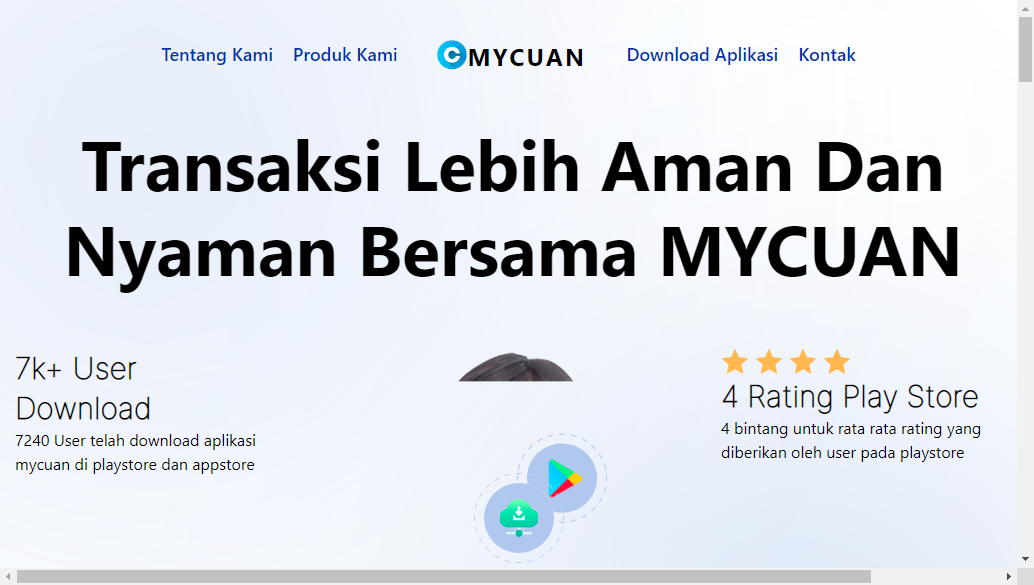 Tentang Kami Produk Kami MYCUAN Download Aplikasi Kontak
Transaksi Lebih Aman Dan
Nyaman Bersama MYCUAN
7k+ User
Download
7240 User telah download aplikasi
mycuan di playstore dan appstore
4 Rating Play Store
4 bintang untuk rata rata rating yang
diberikan oleh user pada playstore